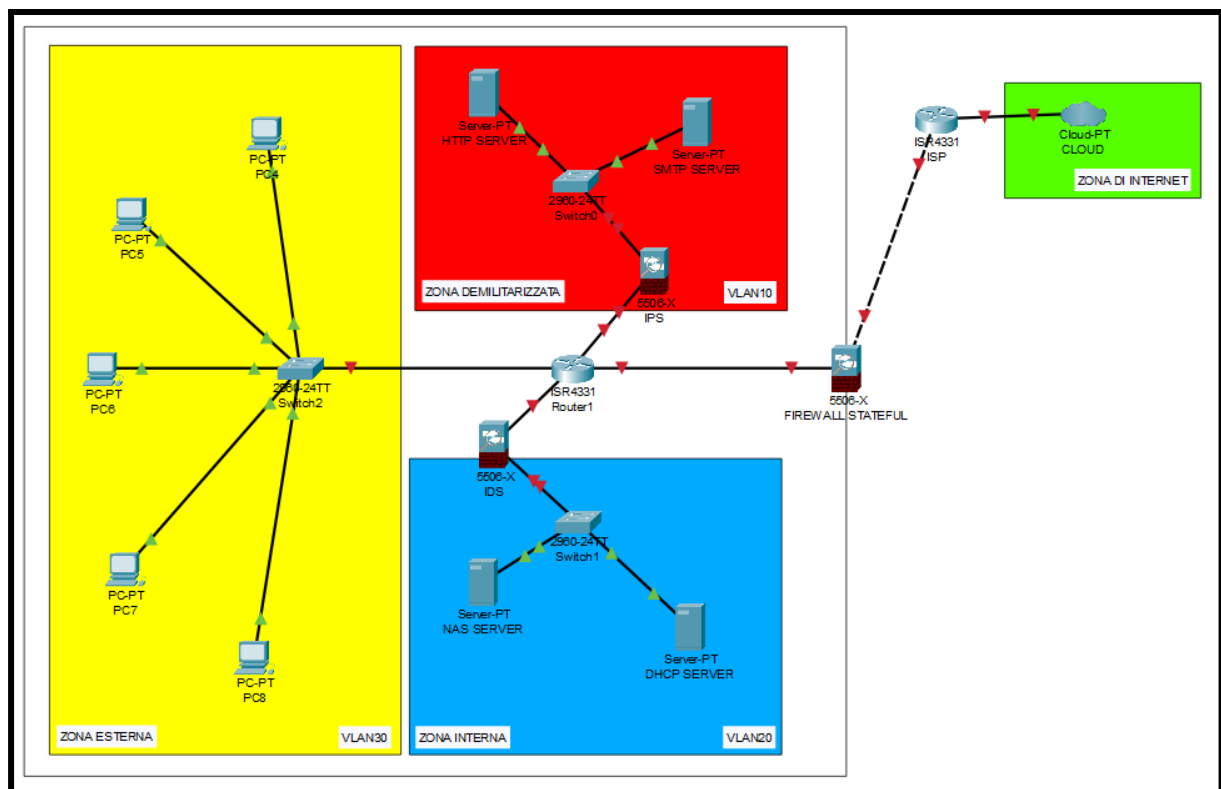 PC-PT
PC4
PC-PT
PC5
PC-PT
PC6
PC-PT
PC7
PC-PT
PC8
2960-24TT
Switch2
ZONA ESTERNA
VLAN30
Server-PT
HTTP SERVER
Server-PT
SMTP SERVER
2960-24TT
Switch0
5506-X
IPS
ZONA DEMILITARIZZATA
VLAN10
ISR4331
Router1
5506-X
IDS
2960-24TT
Switch1
Server-PT
NAS SERVER
Server-PT
DHCP SERVER
ZONA INTERNA
VLAN20
5506-X
FIREWALL STATEFUL
ISR4331
ISP
Cloud-PT
CLOUD
ZONA DI INTERNET